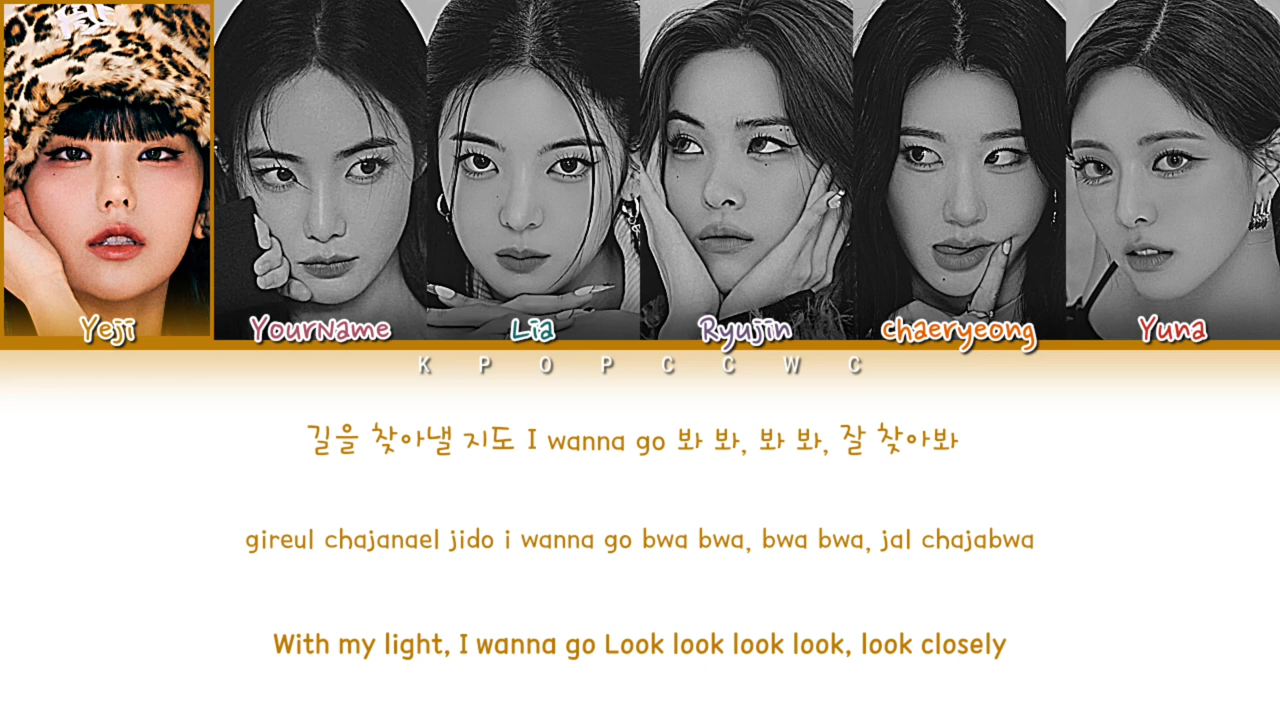 Yeji YourName Lia Ryujin chaeryeong Yuna
K P O P C C W C
길을 찾아낼 지도 I wanna go 봐 봐, 봐 봐, 잘 찾아봐
gireul chajanael jido i wanna go bwa bwa, bwa bwa, jal chajabwa
With my light, I wanna go Look look look look, look closely